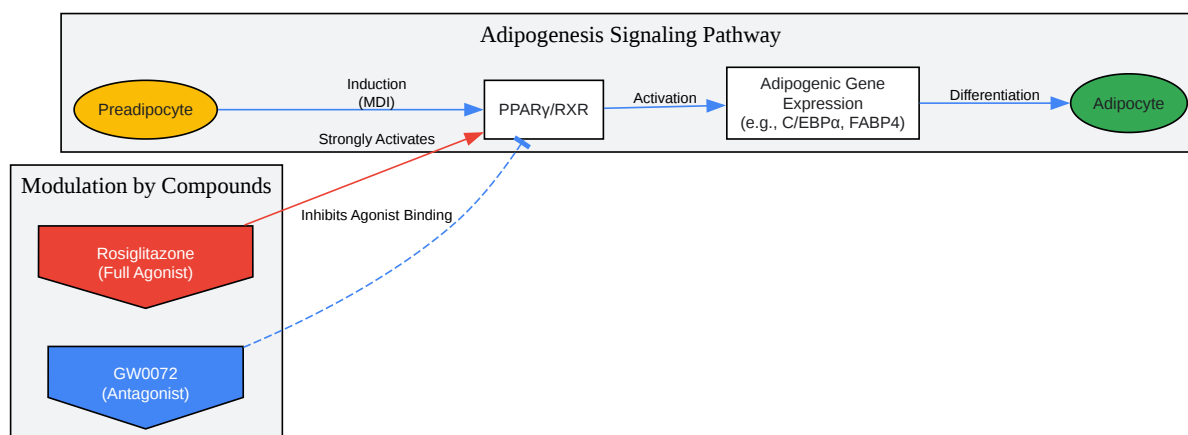 Adipogenesis Signaling Pathway
Preadipocyte
Induction
(MDI)
PPARγ/RXR
Activation
Adipogenic Gene
Expression
(e.g., C/EBPα, FABP4)
Differentiation
Adipocyte
Strongly Activates
Modulation by Compounds
Inhibits Agonist Binding
Rosiglitazone
(Full Agonist)
GW0072
(Antagonist)